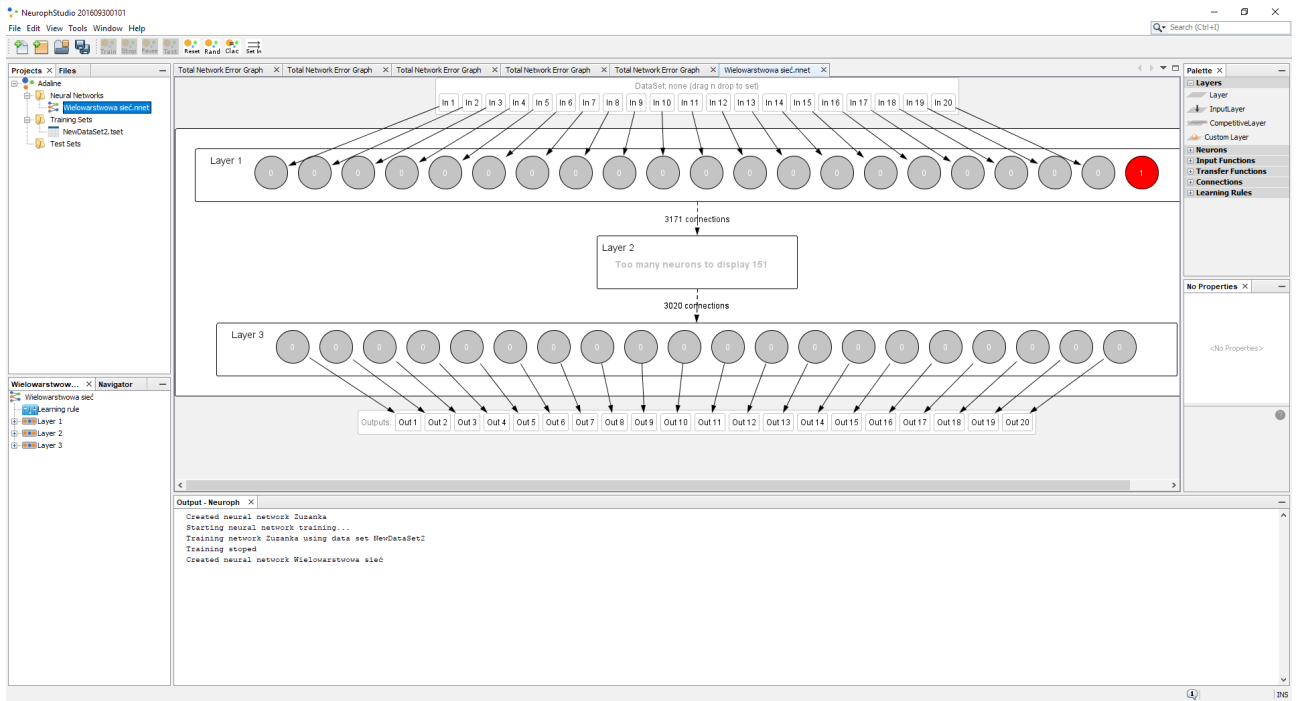 NeurophStudio 201609300101
File Edit View Tools Window Help
Search (Ctrl+I)
Train Stop Pause Test Reset Rand Clac Set In
Projects Files
Adaline
Neural Networks
Wielowarstwowa sieć.nnet
Training Sets
NewDataSet2.tset
Test Sets
Total Network Error Graph Total Network Error Graph Total Network Error Graph Total Network Error Graph Total Network Error Graph Wielowarstwowa sieć.nnet
DataSet: none (drag n drop to set)
In 1 In 2 In 3 In 4 In 5 In 6 In 7 In 8 In 9 In 10 In 11 In 12 In 13 In 14 In 15 In 16 In 17 In 18 In 19 In 20
Layer 1
0 0 0 0 0 0 0 0 0 0 0 0 0 0 0 0 0 0 0 0 1
3171 connections
Layer 2
Too many neurons to display 151
3020 connections
Layer 3
0 0 0 0 0 0 0 0 0 0 0 0 0 0 0 0 0 0 0 0
Outputs: Out 1 Out 2 Out 3 Out 4 Out 5 Out 6 Out 7 Out 8 Out 9 Out 10 Out 11 Out 12 Out 13 Out 14 Out 15 Out 16 Out 17 Out 18 Out 19 Out 20
Palette
Layers
Layer
InputLayer
CompetitiveLayer
Custom Layer
Neurons
Input Functions
Transfer Functions
Connections
Learning Rules
No Properties
<No Properties>
Wielowarstwow... Navigator
Wielowarstwowa sieć
Learning rule
Layer 1
Layer 2
Layer 3
Output - Neuroph
Created neural network Zuzanka
Starting neural network training...
Training network Zuzanka using data set NewDataSet2
Training stoped
Created neural network Wielowarstwowa sieć
INS